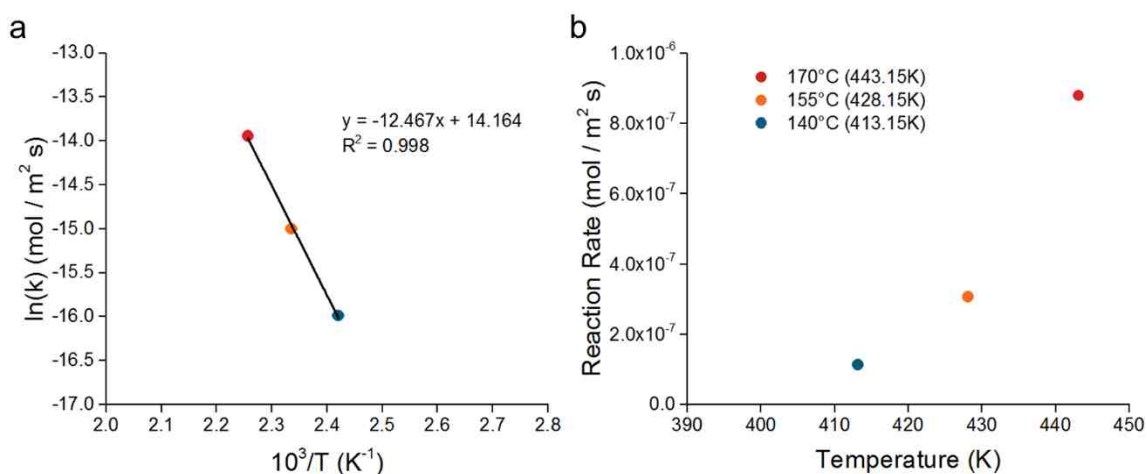 a
ln(k) (mol / m² s)
-13.0
-13.5
-14.0
-14.5
-15.0
-15.5
-16.0
-16.5
-17.0
y = -12.467x + 14.164
R² = 0.998
2.0 2.1 2.2 2.3 2.4 2.5 2.6 2.7 2.8
10³/T (K⁻¹)
b
Reaction Rate (mol / m² s)
1.0x10⁻⁶
8.0x10⁻⁷
6.0x10⁻⁷
4.0x10⁻⁷
2.0x10⁻⁷
0.0
170°C (443.15K)
155°C (428.15K)
140°C (413.15K)
390 400 410 420 430 440 450
Temperature (K)